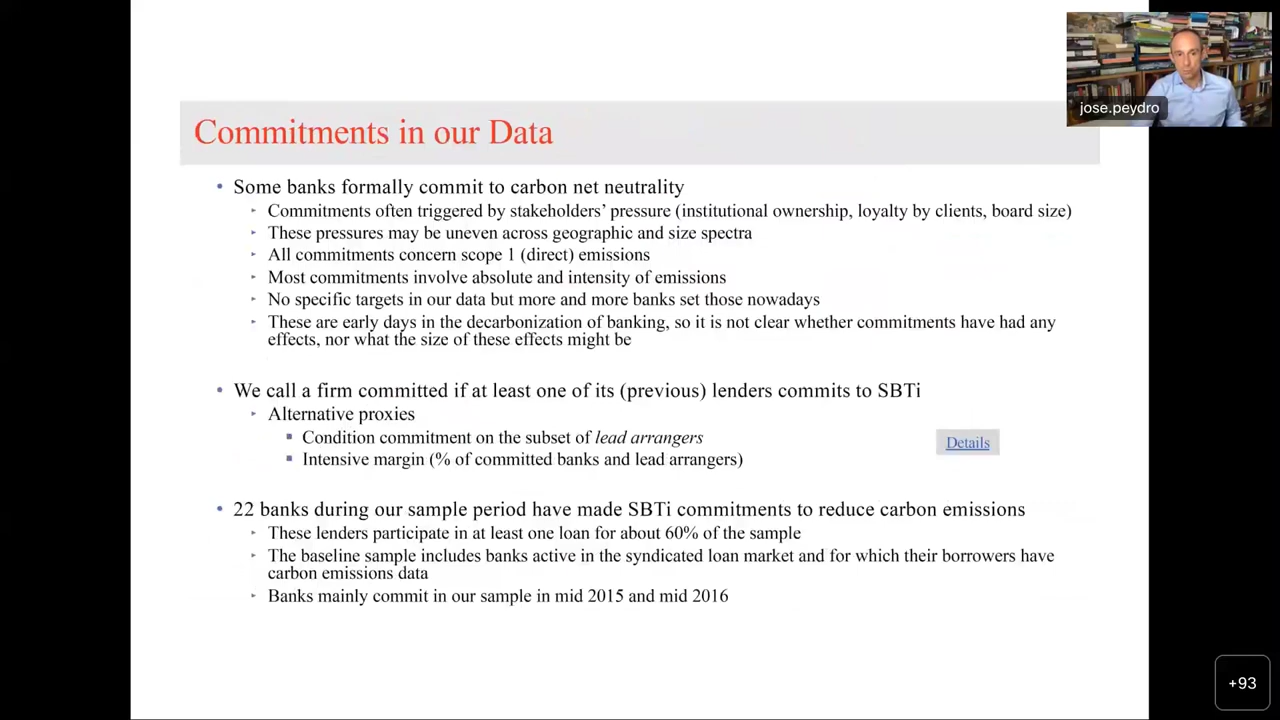 jose.peydro
Commitments in our Data
• Some banks formally commit to carbon net neutrality
▸ Commitments often triggered by stakeholders' pressure (institutional ownership, loyalty by clients, board size)
▸ These pressures may be uneven across geographic and size spectra
▸ All commitments concern scope 1 (direct) emissions
▸ Most commitments involve absolute and intensity of emissions
▸ No specific targets in our data but more and more banks set those nowadays
▸ These are early days in the decarbonization of banking, so it is not clear whether commitments have had any
effects, nor what the size of these effects might be
• We call a firm committed if at least one of its (previous) lenders commits to SBTi
▸ Alternative proxies
▪ Condition commitment on the subset of lead arrangers
Details
▪ Intensive margin (% of committed banks and lead arrangers)
• 22 banks during our sample period have made SBTi commitments to reduce carbon emissions
▸ These lenders participate in at least one loan for about 60% of the sample
▸ The baseline sample includes banks active in the syndicated loan market and for which their borrowers have
carbon emissions data
▸ Banks mainly commit in our sample in mid 2015 and mid 2016
+93